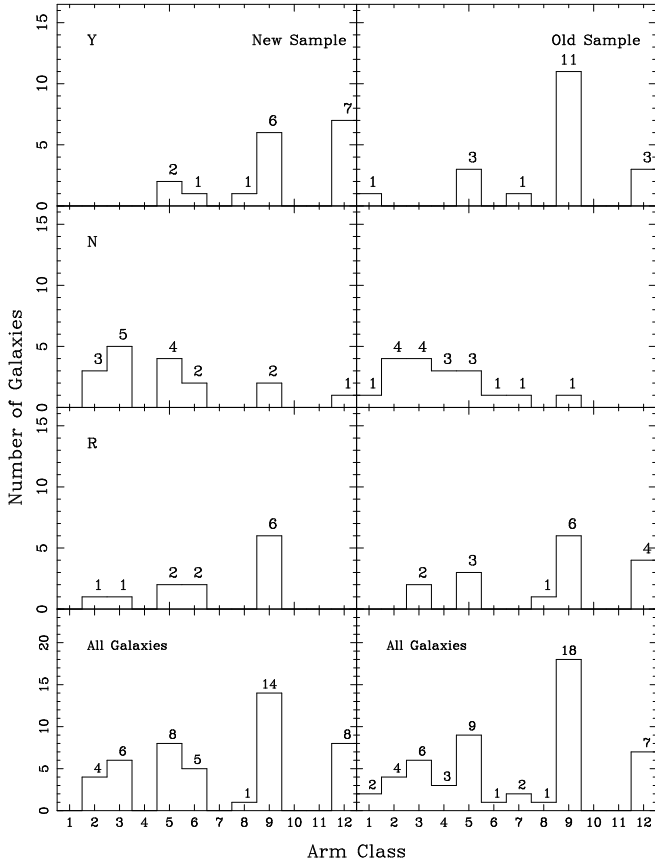 Y New Sample Old Sample
15
10
5
0
2 1 1 6 7
1 3 1 11 3
N
15
10
5
0
3 5 4 2 2 1
1 4 4 3 3 1 1 1
R
15
10
5
0
1 1 2 2 6
2 3 1 6 4
All Galaxies All Galaxies
20
15
10
5
0
4 6 8 5 1 14 8
2 4 6 3 9 1 2 1 18 7
1 2 3 4 5 6 7 8 9 10 11 12 1 2 3 4 5 6 7 8 9 10 11 12
Number of Galaxies
Arm Class